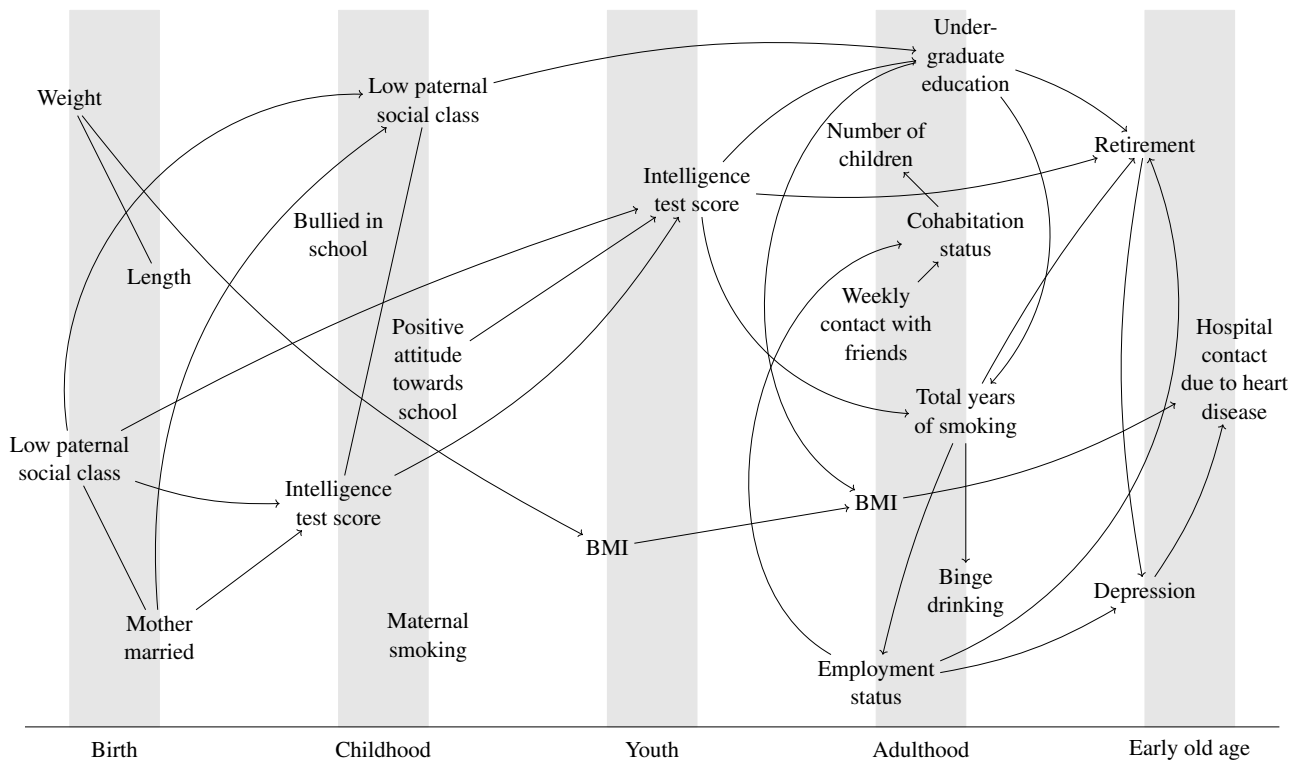 Weight
Length
Low paternal
social class
Mother
married
Low paternal
social class
Bullied in
school
Positive
attitude
towards
school
Intelligence
test score
Maternal
smoking
Intelligence
test score
BMI
Under-
graduate
education
Number of
children
Cohabitation
status
Weekly
contact with
friends
Total years
of smoking
BMI
Binge
drinking
Employment
status
Retirement
Hospital
contact
due to heart
disease
Depression
Birth
Childhood
Youth
Adulthood
Early old age